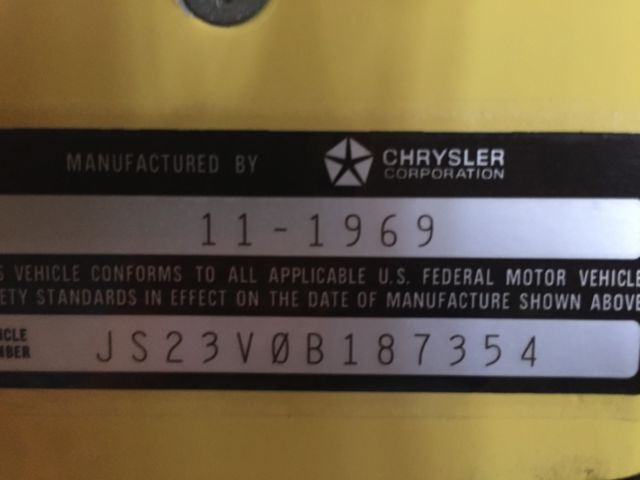 MANUFACTURED BY CHRYSLER CORPORATION
11-1969
VEHICLE CONFORMS TO ALL APPLICABLE U.S. FEDERAL MOTOR VEHICLE
STANDARDS IN EFFECT ON THE DATE OF MANUFACTURE SHOWN ABOVE
JS23VØB187354